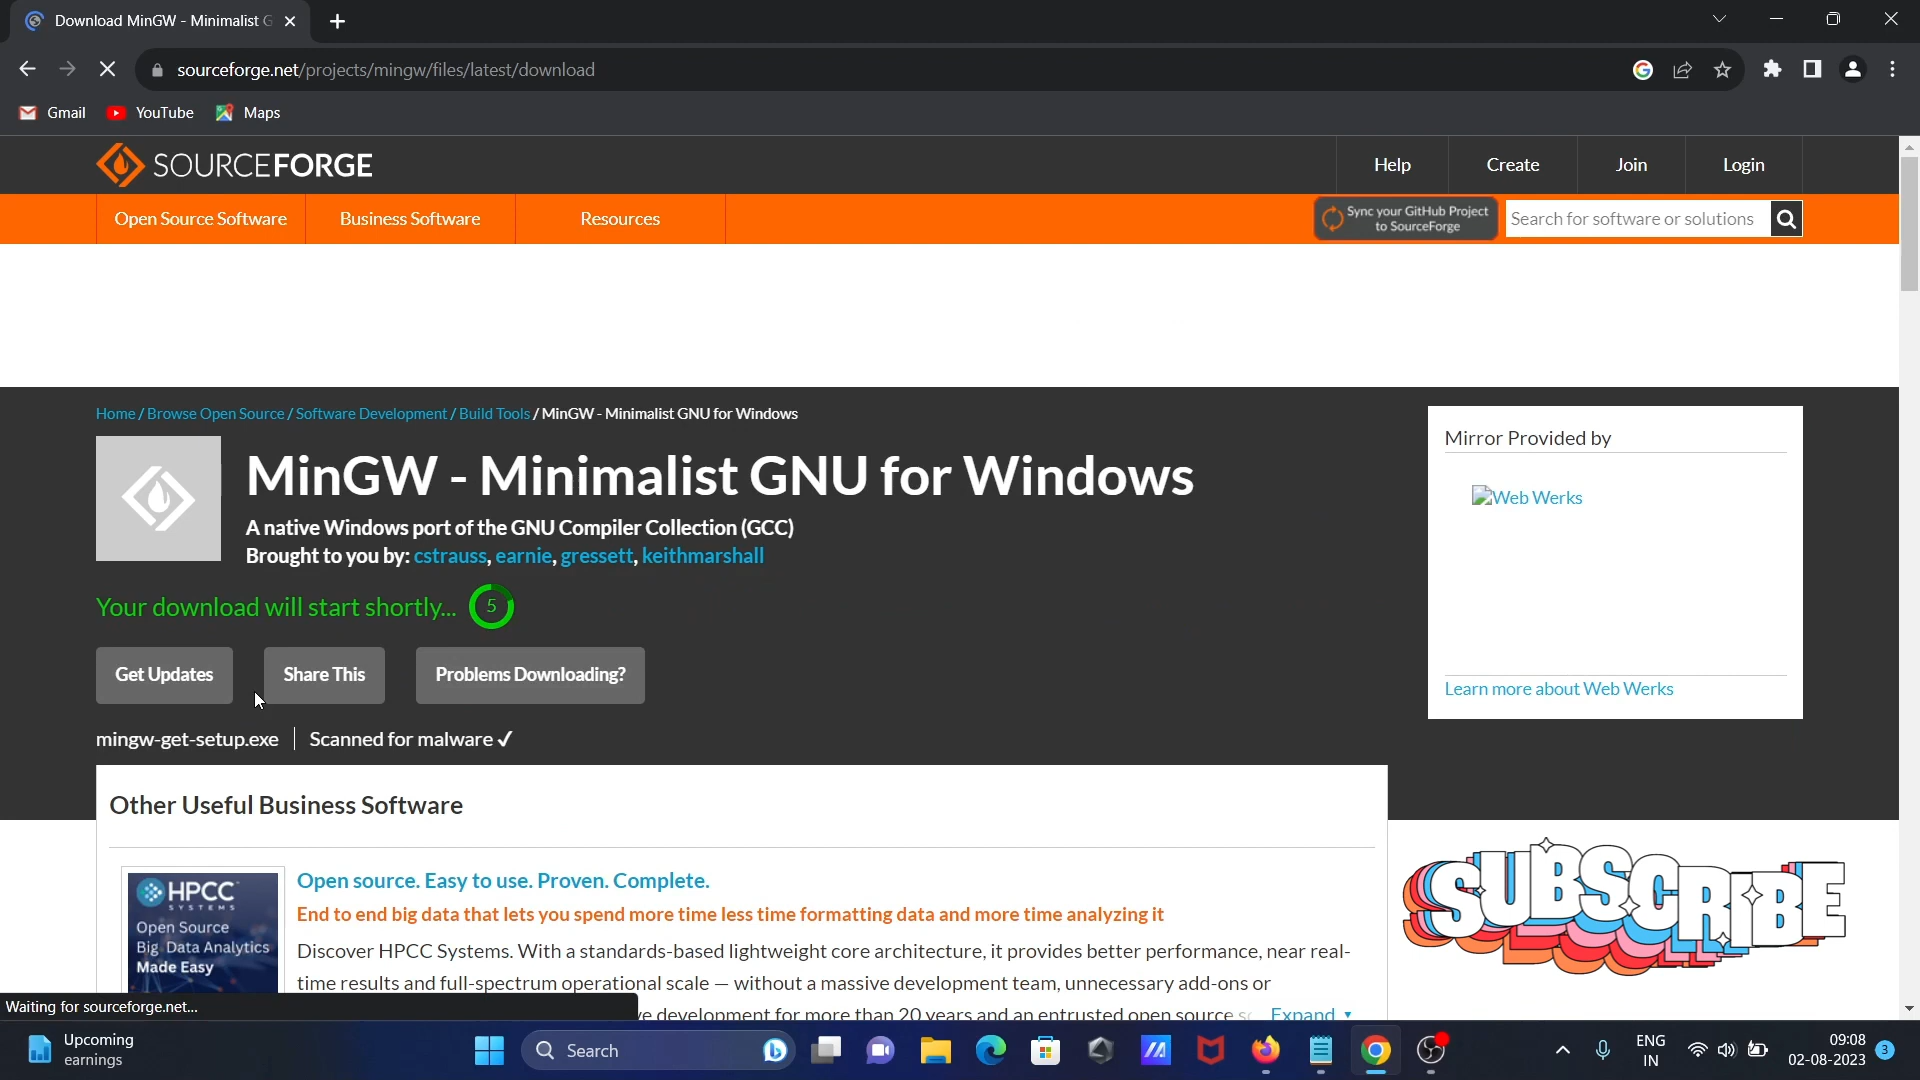 Download MinGW - Minimalist G
sourceforge.net/projects/mingw/files/latest/download
Gmail YouTube Maps
SOURCEFORGE
Help Create Join Login
Open Source Software Business Software Resources
Sync your GitHub Project
to SourceForge
Search for software or solutions
Home / Browse Open Source / Software Development / Build Tools / MinGW - Minimalist GNU for Windows
MinGW - Minimalist GNU for Windows
A native Windows port of the GNU Compiler Collection (GCC)
Brought to you by: cstrauss, earnie, gressett, keithmarshall
Your download will start shortly... 5
Get Updates Share This Problems Downloading?
mingw-get-setup.exe Scanned for malware ✓
Mirror Provided by
Web Werks
Learn more about Web Werks
Other Useful Business Software
HPCC
SYSTEMS
Open Source
Big Data Analytics
Made Easy
Open source. Easy to use. Proven. Complete.
End to end big data that lets you spend more time less time formatting data and more time analyzing it
Discover HPCC Systems. With a standards-based lightweight core architecture, it provides better performance, near real-
time results and full-spectrum operational scale — without a massive development team, unnecessary add-ons or
development for more than 20 years and an entrusted open source Expand
SUBSCRIBE
Waiting for sourceforge.net...
Upcoming
earnings
Search
ENG
IN
09:08
02-08-2023
3